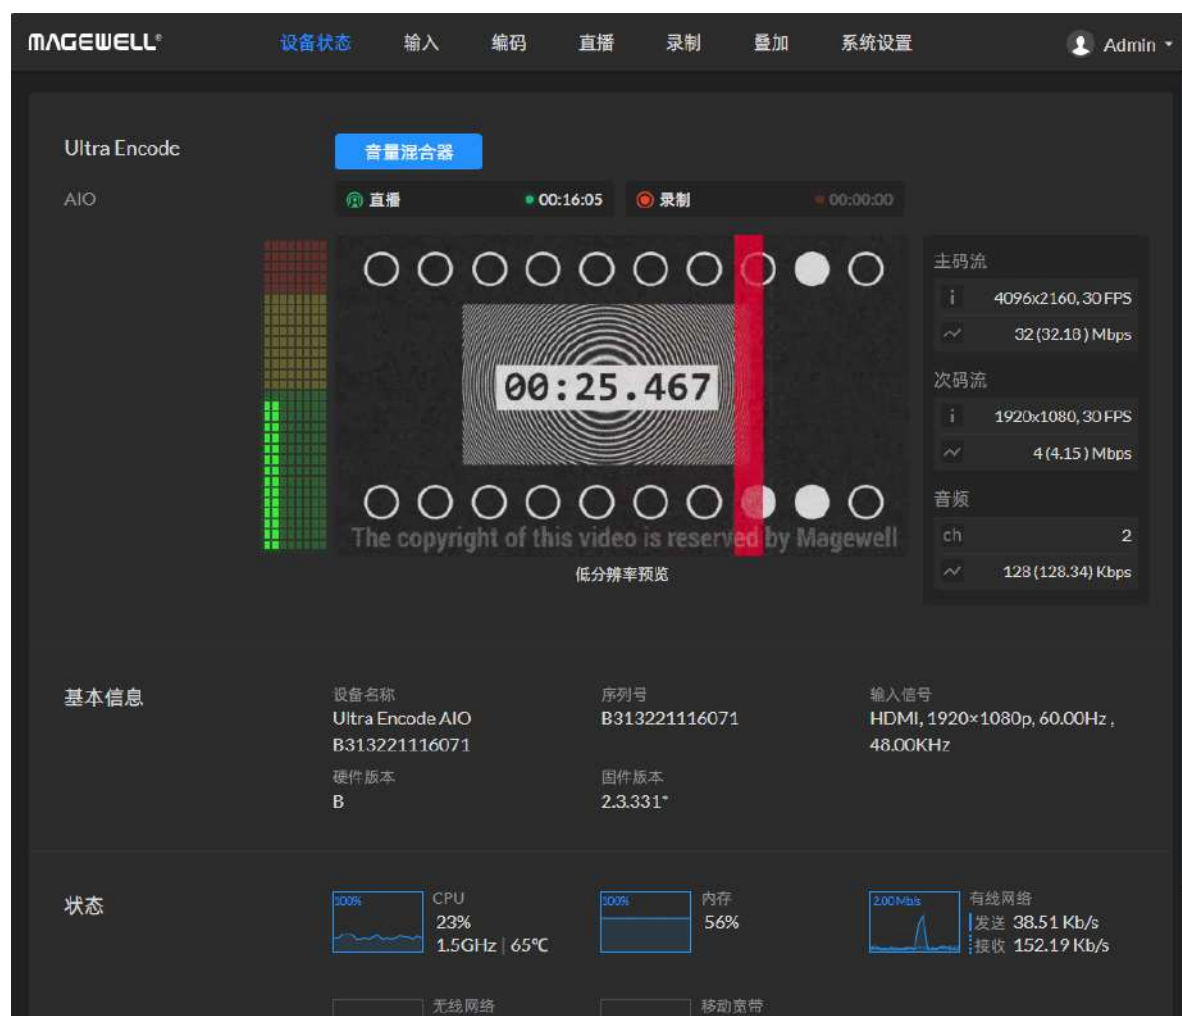 MAGEWELL®
设备状态 输入 编码 直播 录制 叠加 系统设置 Admin
Ultra Encode
音量混合器
AIO
直播 00:16:05 录制 00:00:00
主码流
i 4096x2160, 30 FPS
32 (32.18) Mbps
次码流
i 1920x1080, 30 FPS
4 (4.15) Mbps
音频
ch 2
128 (128.34) Kbps
00:25.467
The copyright of this video is reserved by Magewell
低分辨率预览
基本信息
设备名称 序列号 输入信号
Ultra Encode AIO B313221116071 HDMI, 1920×1080p, 60.00Hz ,
B313221116071 48.00KHz
硬件版本 固件版本
B 2.3.331*
状态
100% CPU 100% 内存 2.00 Mb/s 有线网络
23% 56% 发送 38.51 Kb/s
1.5GHz | 65℃ 接收 152.19 Kb/s
无线网络 移动宽带